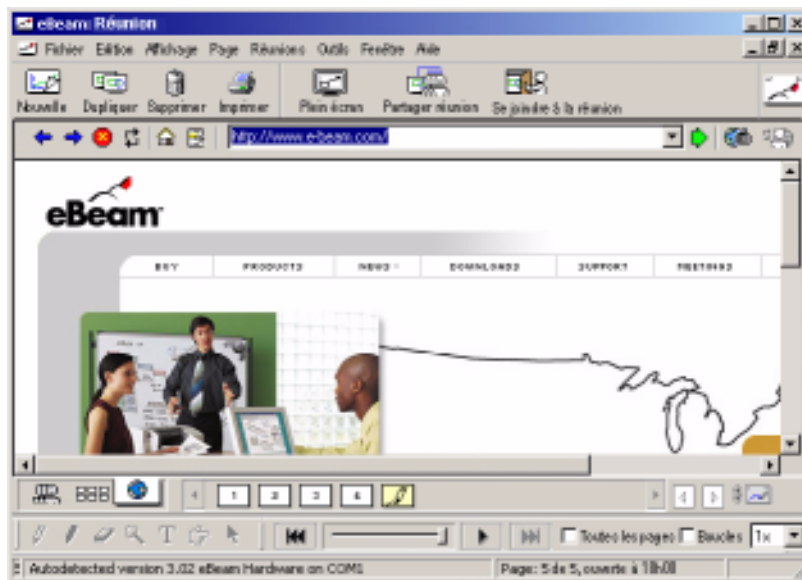 eBeam: Réunion
Fichier Edition Affichage Page Réunions Outils Fenêtre Aide
Nouvelle Dupliquer Supprimer Imprimer Plein écran Partager réunion Se joindre à la réunion
http://www.e-beam.com/
eBeam
BUY PRODUCTS NEWS DOWNLOADS SUPPORT MEETINGS
1 2 3 4
T Toutes les pages Boucles 1x
Autodetected version 3.02 eBeam Hardware on COM1 Page: 5 de 5, ouverte à